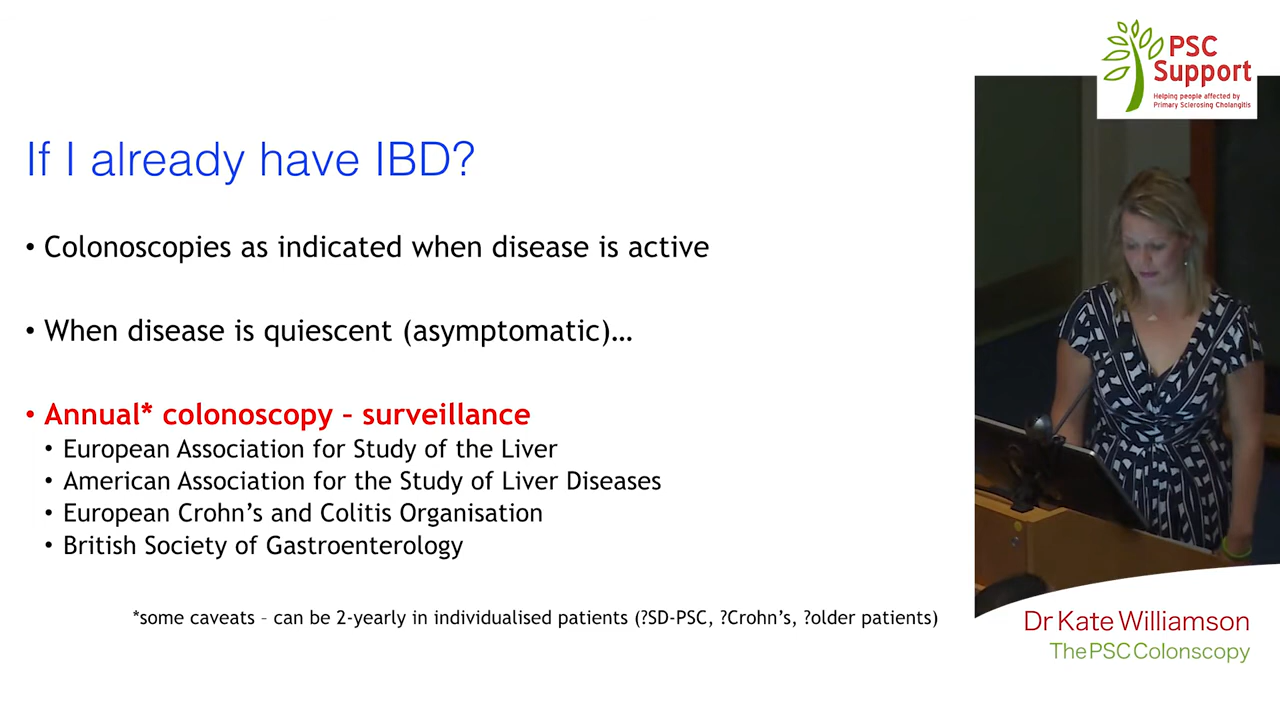 PSC
Support
Helping people affected by
Primary Sclerosing Cholangitis
If I already have IBD?
• Colonoscopies as indicated when disease is active
• When disease is quiescent (asymptomatic)…
• Annual* colonoscopy – surveillance
• European Association for Study of the Liver
• American Association for the Study of Liver Diseases
• European Crohn’s and Colitis Organisation
• British Society of Gastroenterology
*some caveats – can be 2-yearly in individualised patients (?SD-PSC, ?Crohn’s, ?older patients)
Dr Kate Williamson
The PSC Colonscopy